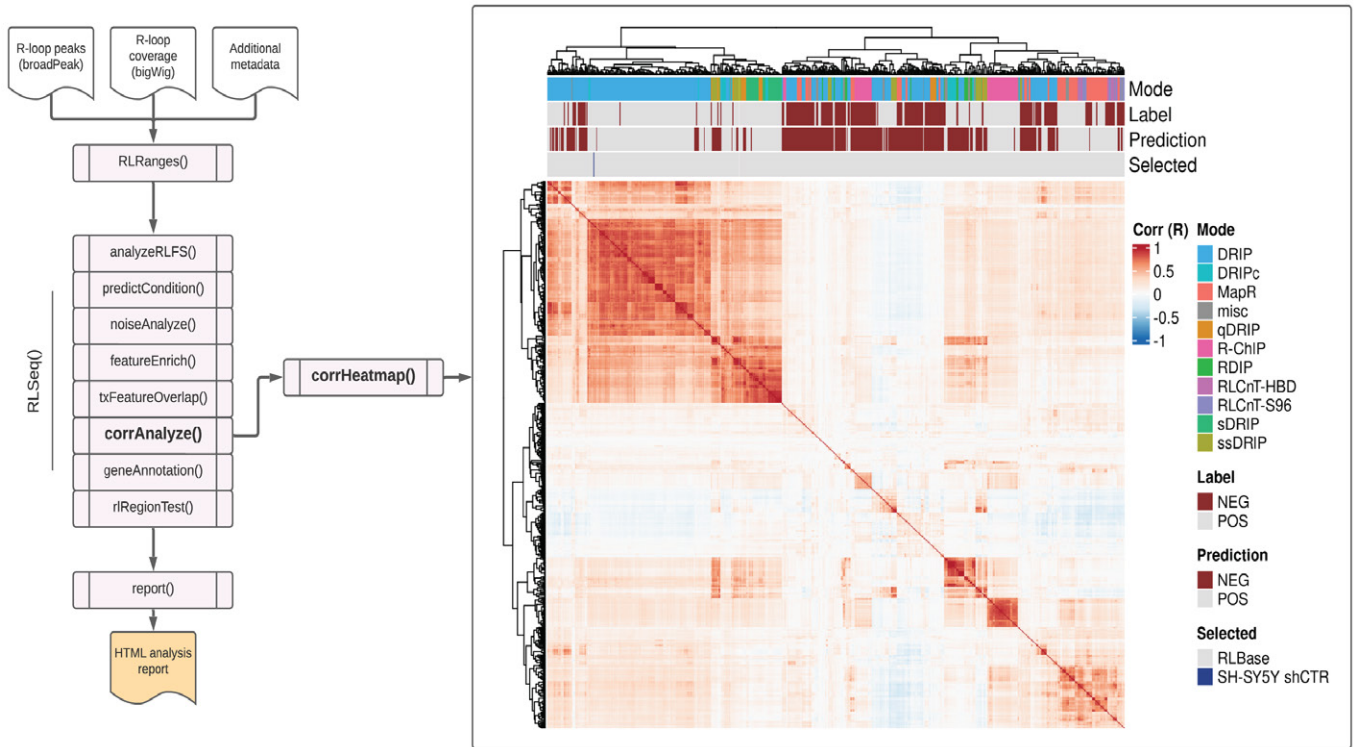 R-loop peaks
(broadPeak)
R-loop
coverage
(bigWig)
Additional
metadata
RLRanges()
RLSeq()
analyzeRLFS()
predictCondition()
noiseAnalyze()
featureEnrich()
txFeatureOverlap()
corrAnalyze()
geneAnnotation()
rlRegionTest()
report()
HTML analysis
report
corrHeatmap()
Mode
Label
Prediction
Selected
Corr (R)
1
0.5
0
-0.5
-1
Mode
DRIP
DRIPc
MapR
misc
qDRIP
R-ChIP
RDIP
RLCnT-HBD
RLCnT-S96
sDRIP
ssDRIP
Label
NEG
POS
Prediction
NEG
POS
Selected
RLBase
SH-SY5Y shCTR